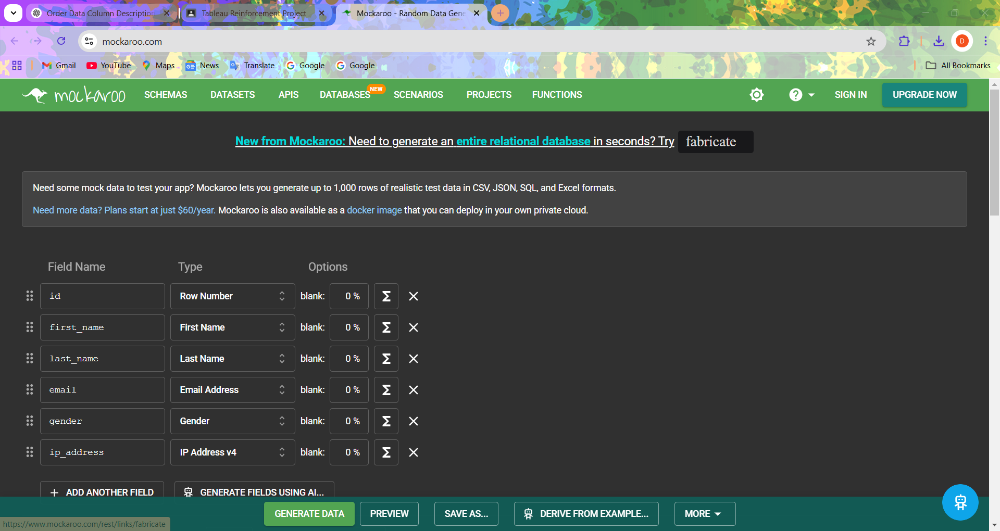 Order Data Column Description
Tableau Reinforcement Project
Mockaroo - Random Data Gene
mockaroo.com
D
Gmail
YouTube
Maps
News
Translate
Google
Google
All Bookmarks
mockaroo
SCHEMAS
DATASETS
APIS
DATABASES
NEW
SCENARIOS
PROJECTS
FUNCTIONS
?
SIGN IN
UPGRADE NOW
New from Mockaroo: Need to generate an entire relational database in seconds? Try fabricate
Need some mock data to test your app? Mockaroo lets you generate up to 1,000 rows of realistic test data in CSV, JSON, SQL, and Excel formats.
Need more data? Plans start at just $60/year. Mockaroo is also available as a docker image that you can deploy in your own private cloud.
Field Name Type Options
id Row Number blank: 0 % Σ
first_name First Name blank: 0 % Σ
last_name Last Name blank: 0 % Σ
email Email Address blank: 0 % Σ
gender Gender blank: 0 % Σ
ip_address IP Address v4 blank: 0 % Σ
+ ADD ANOTHER FIELD
GENERATE FIELDS USING AI...
GENERATE DATA
PREVIEW
SAVE AS...
DERIVE FROM EXAMPLE...
MORE
https://www.mockaroo.com/rest/links/fabricate